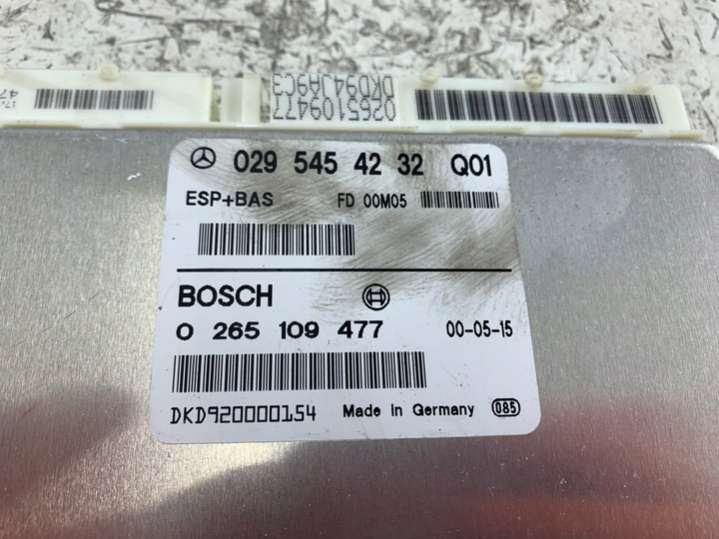 0265109477
DKD94JA9C3
029 545 42 32 Q01
ESP+BAS FD 00M05
BOSCH
0 265 109 477 00-05-15
DKD920000154 Made in Germany 085